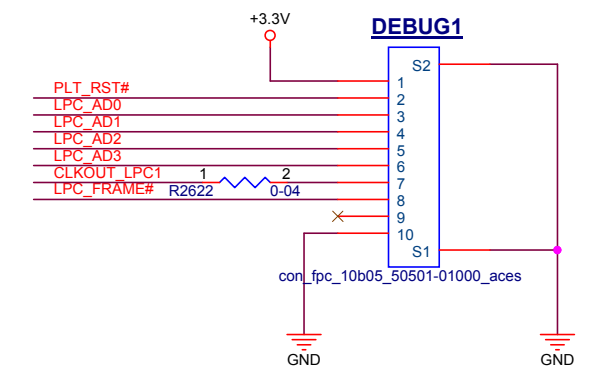 +3.3V
DEBUG1
S2
1
PLT_RST#
2
LPC_AD0
3
LPC_AD1
4
LPC_AD2
5
LPC_AD3
6
CLKOUT_LPC1 1 2
7
LPC_FRAME# R2622 0-04
8
9
10
S1
con_fpc_10b05_50501-01000_aces
GND GND